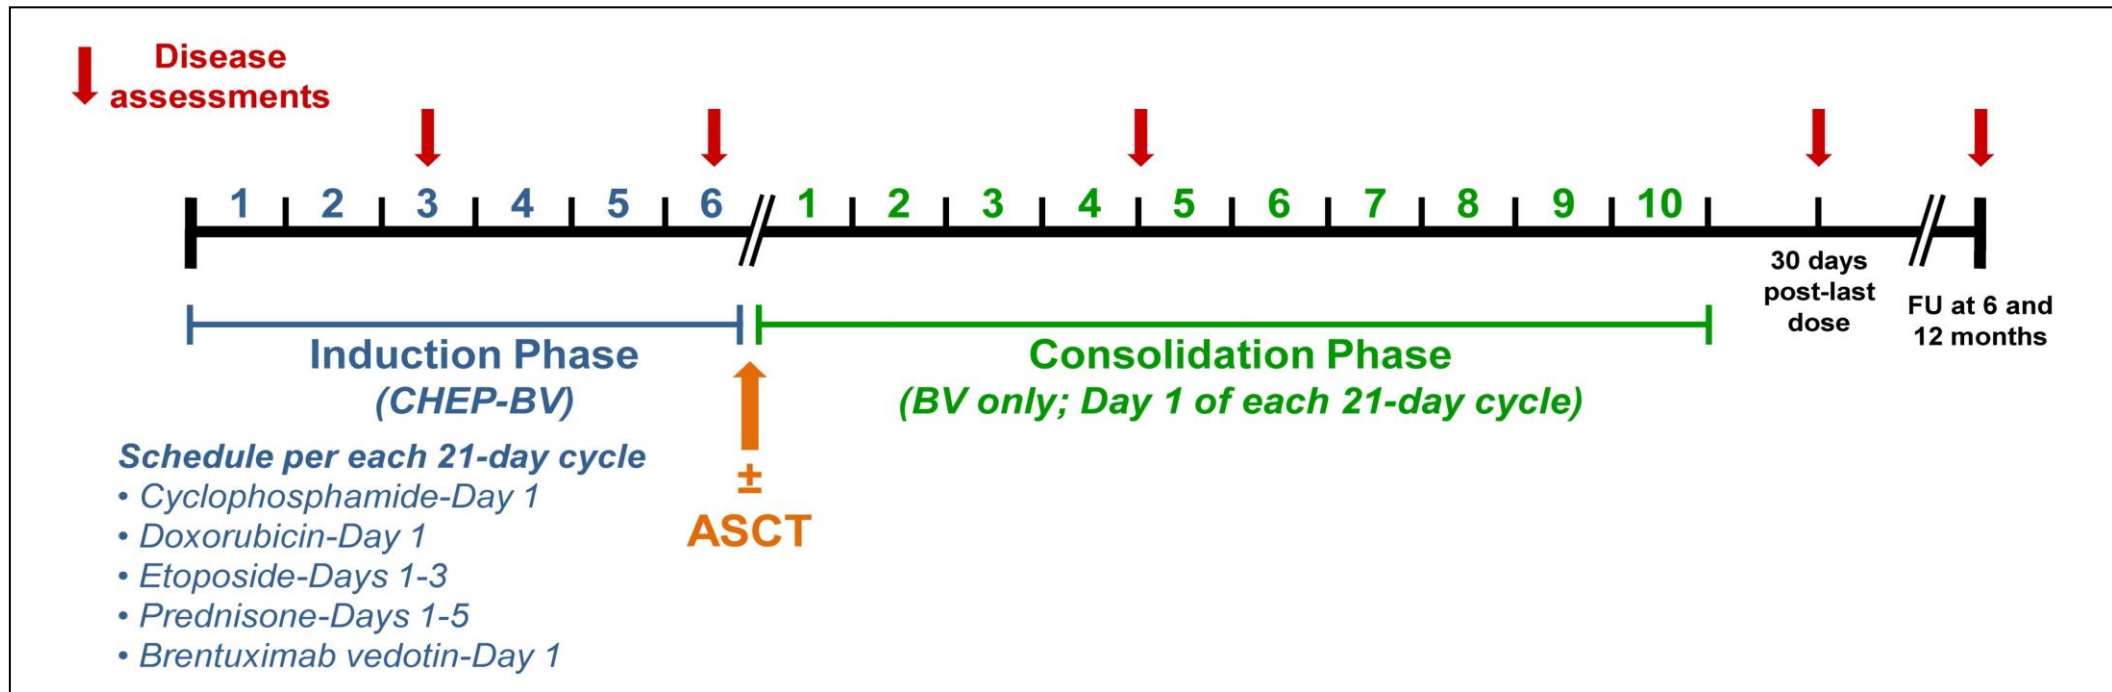 Disease
assessments
1 2 3 4 5 6 1 2 3 4 5 6 7 8 9 10
30 days
post-last
dose
FU at 6 and
12 months
Induction Phase
(CHEP-BV)
Consolidation Phase
(BV only; Day 1 of each 21-day cycle)
Schedule per each 21-day cycle
• Cyclophosphamide-Day 1
• Doxorubicin-Day 1
• Etoposide-Days 1-3
• Prednisone-Days 1-5
• Brentuximab vedotin-Day 1
±
ASCT